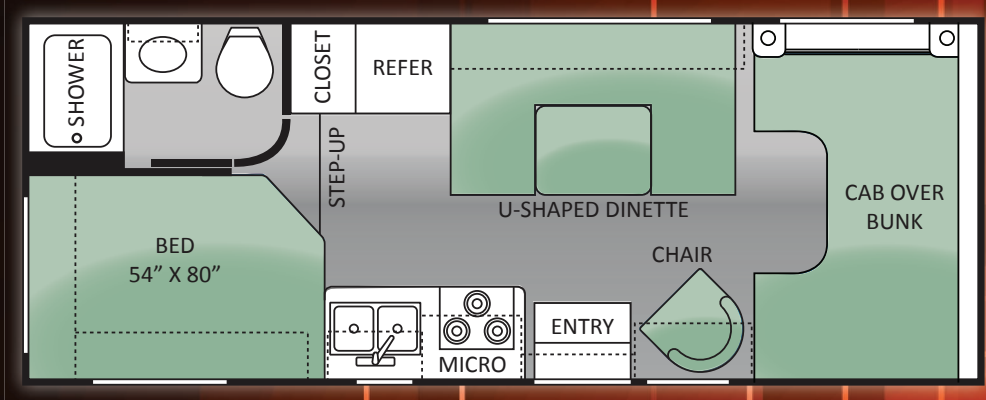 SHOWER
CLOSET
REFER
STEP-UP
U-SHAPED DINETTE
CAB OVER
BUNK
BED
54” X 80”
CHAIR
ENTRY
MICRO